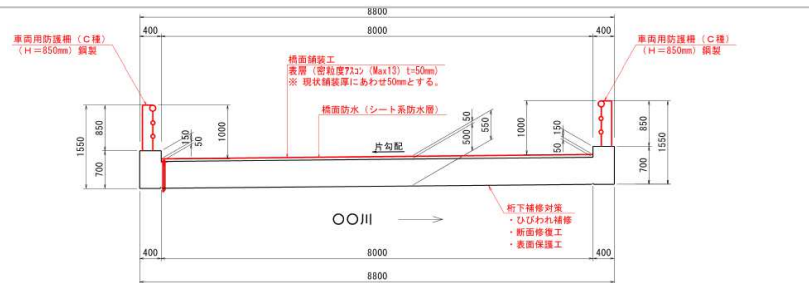 8800
400
8000
400
車両用防護柵(C種)
(H=850mm) 鋼製
車両用防護柵(C種)
(H=850mm) 鋼製
橋面舗装工
表層 (密粒度アスコン (Max13) t=50mm)
※ 現状舗装厚にあわせ50mmとする。
橋面防水(シート系防水層)
1550
850
700
150
50
1000
片勾配
500
50
550
1000
50
150
850
700
1550
〇〇川
桁下補修対策
・ひびわれ補修
・断面修復工
・表面保護工
400
8000
400
8800